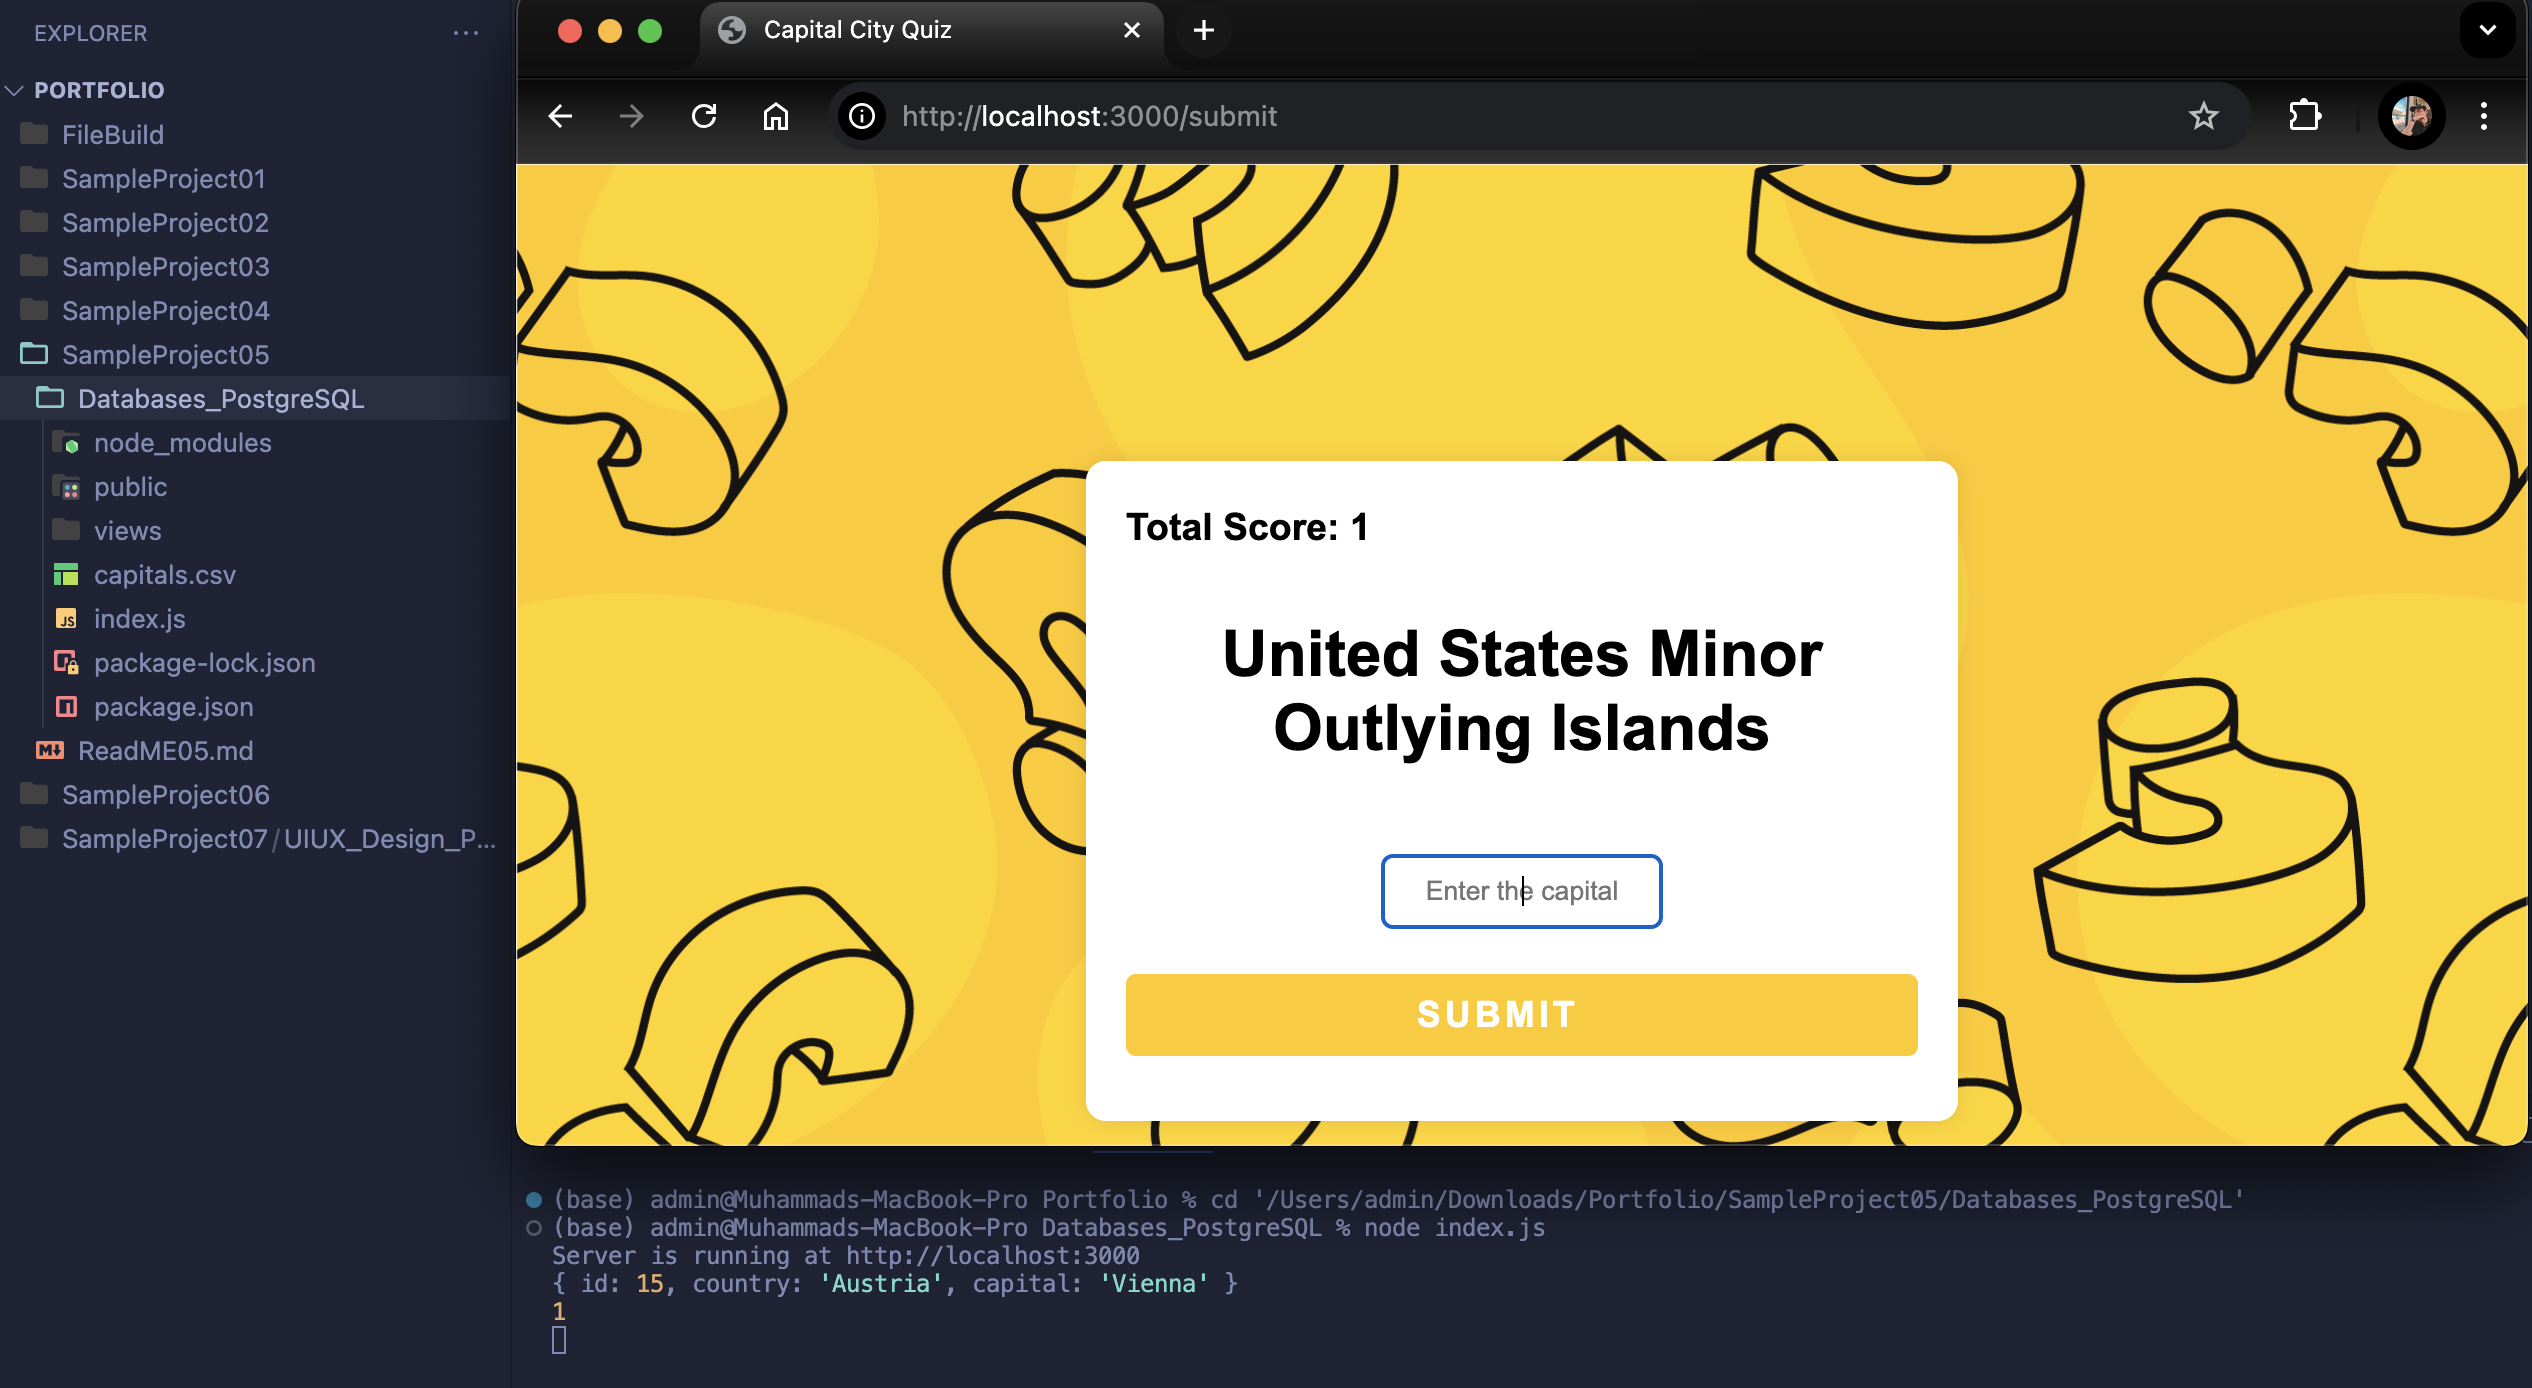 EXPLORER
PORTFOLIO
FileBuild
SampleProject01
SampleProject02
SampleProject03
SampleProject04
SampleProject05
Databases_PostgreSQL
node_modules
public
views
capitals.csv
JS index.js
package-lock.json
package.json
ReadME05.md
SampleProject06
SampleProject07/UIUX_Design_P...
Capital City Quiz
http://localhost:3000/submit
Total Score: 1
United States Minor
Outlying Islands
Enter the capital
SUBMIT
(base) admin@Muhammads-MacBook-Pro Portfolio % cd '/Users/admin/Downloads/Portfolio/SampleProject05/Databases_PostgreSQL'
(base) admin@Muhammads-MacBook-Pro Databases_PostgreSQL % node index.js
Server is running at http://localhost:3000
{ id: 15, country: 'Austria', capital: 'Vienna' }
1